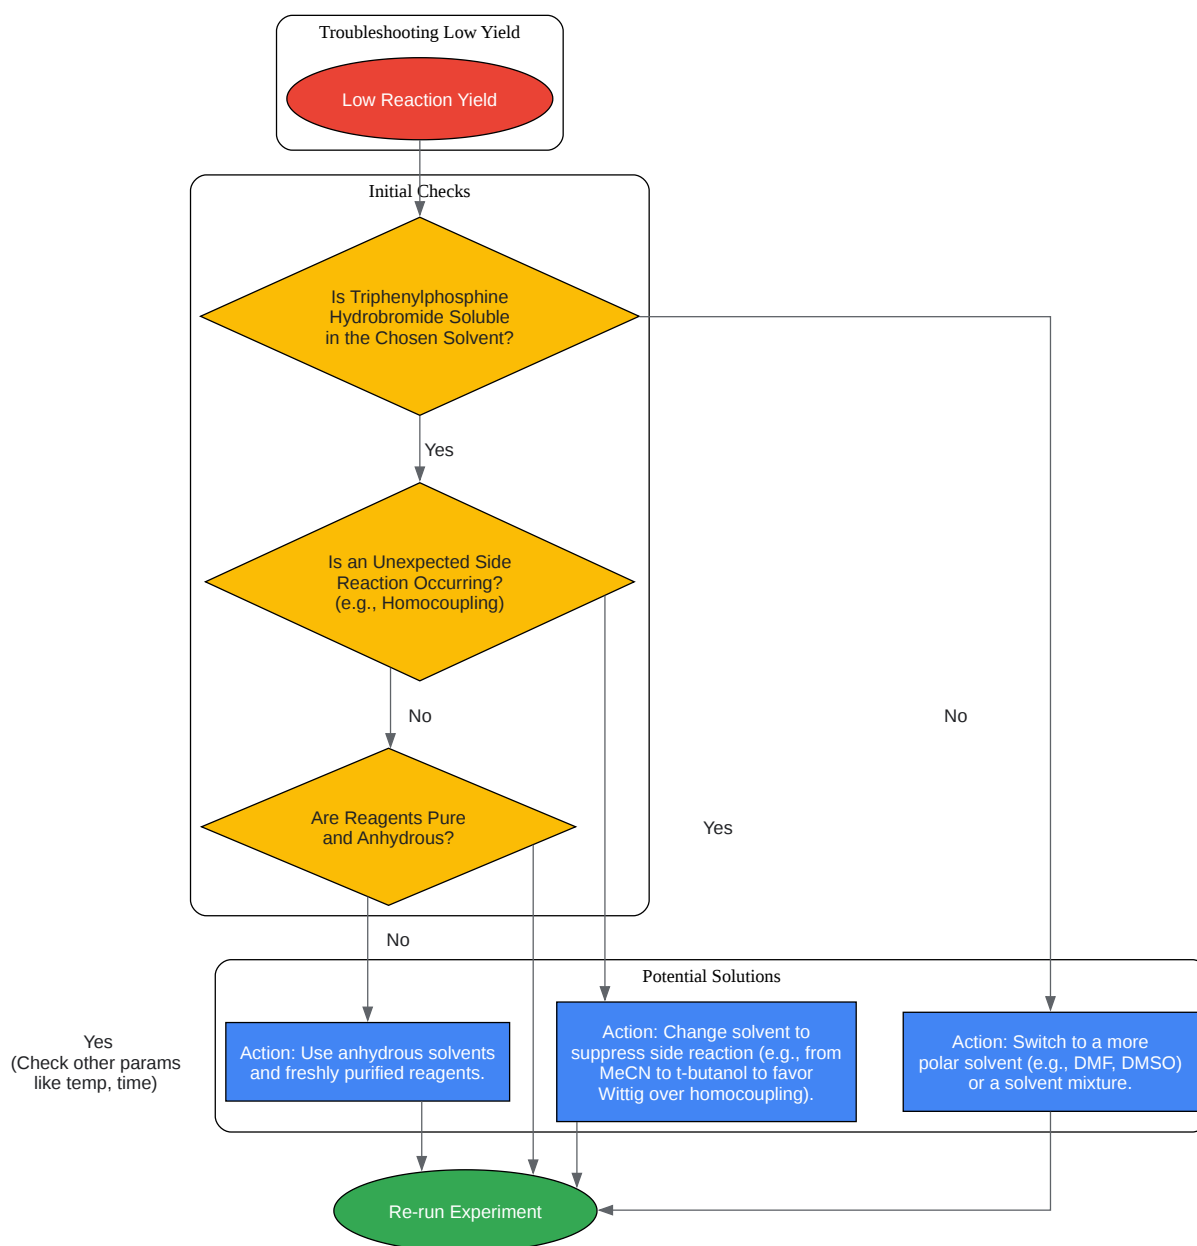 Troubleshooting Low Yield
Low Reaction Yield
Initial Checks
Is Triphenylphosphine
Hydrobromide Soluble
in the Chosen Solvent?
Yes
Is an Unexpected Side
Reaction Occurring?
(e.g., Homocoupling)
No
No
Are Reagents Pure
and Anhydrous?
Yes
No
Potential Solutions
Yes
(Check other params
like temp, time)
Action: Use anhydrous solvents
and freshly purified reagents.
Action: Change solvent to
suppress side reaction (e.g., from
MeCN to t-butanol to favor
Wittig over homocoupling).
Action: Switch to a more
polar solvent (e.g., DMF, DMSO)
or a solvent mixture.
Re-run Experiment